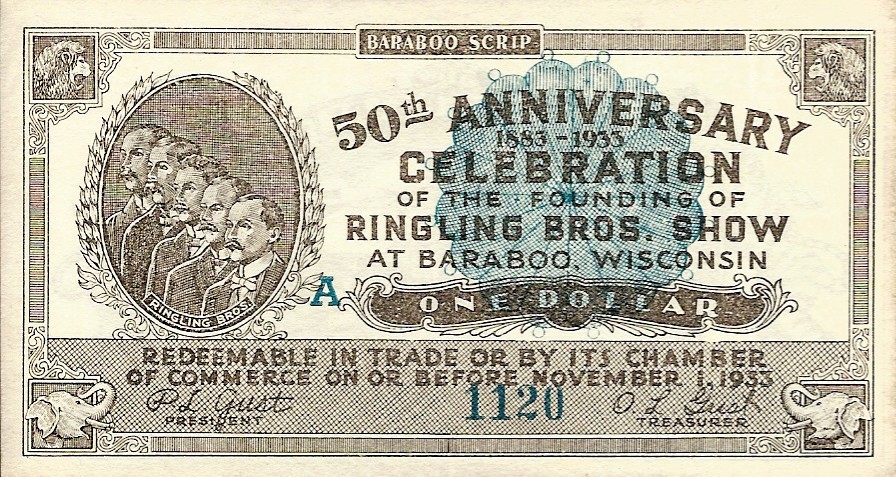 BARABOO SCRIP
50th ANNIVERSARY
1883-1933
CELEBRATION
OF THE FOUNDING OF
RINGLING BROS. SHOW
AT BARABOO, WISCONSIN
RINGLING BROS.
A
ONE DOLLAR
REDEEMABLE IN TRADE OR BY ITS CHAMBER
OF COMMERCE ON OR BEFORE NOVEMBER 1, 1933
1120
PRESIDENT
TREASURER